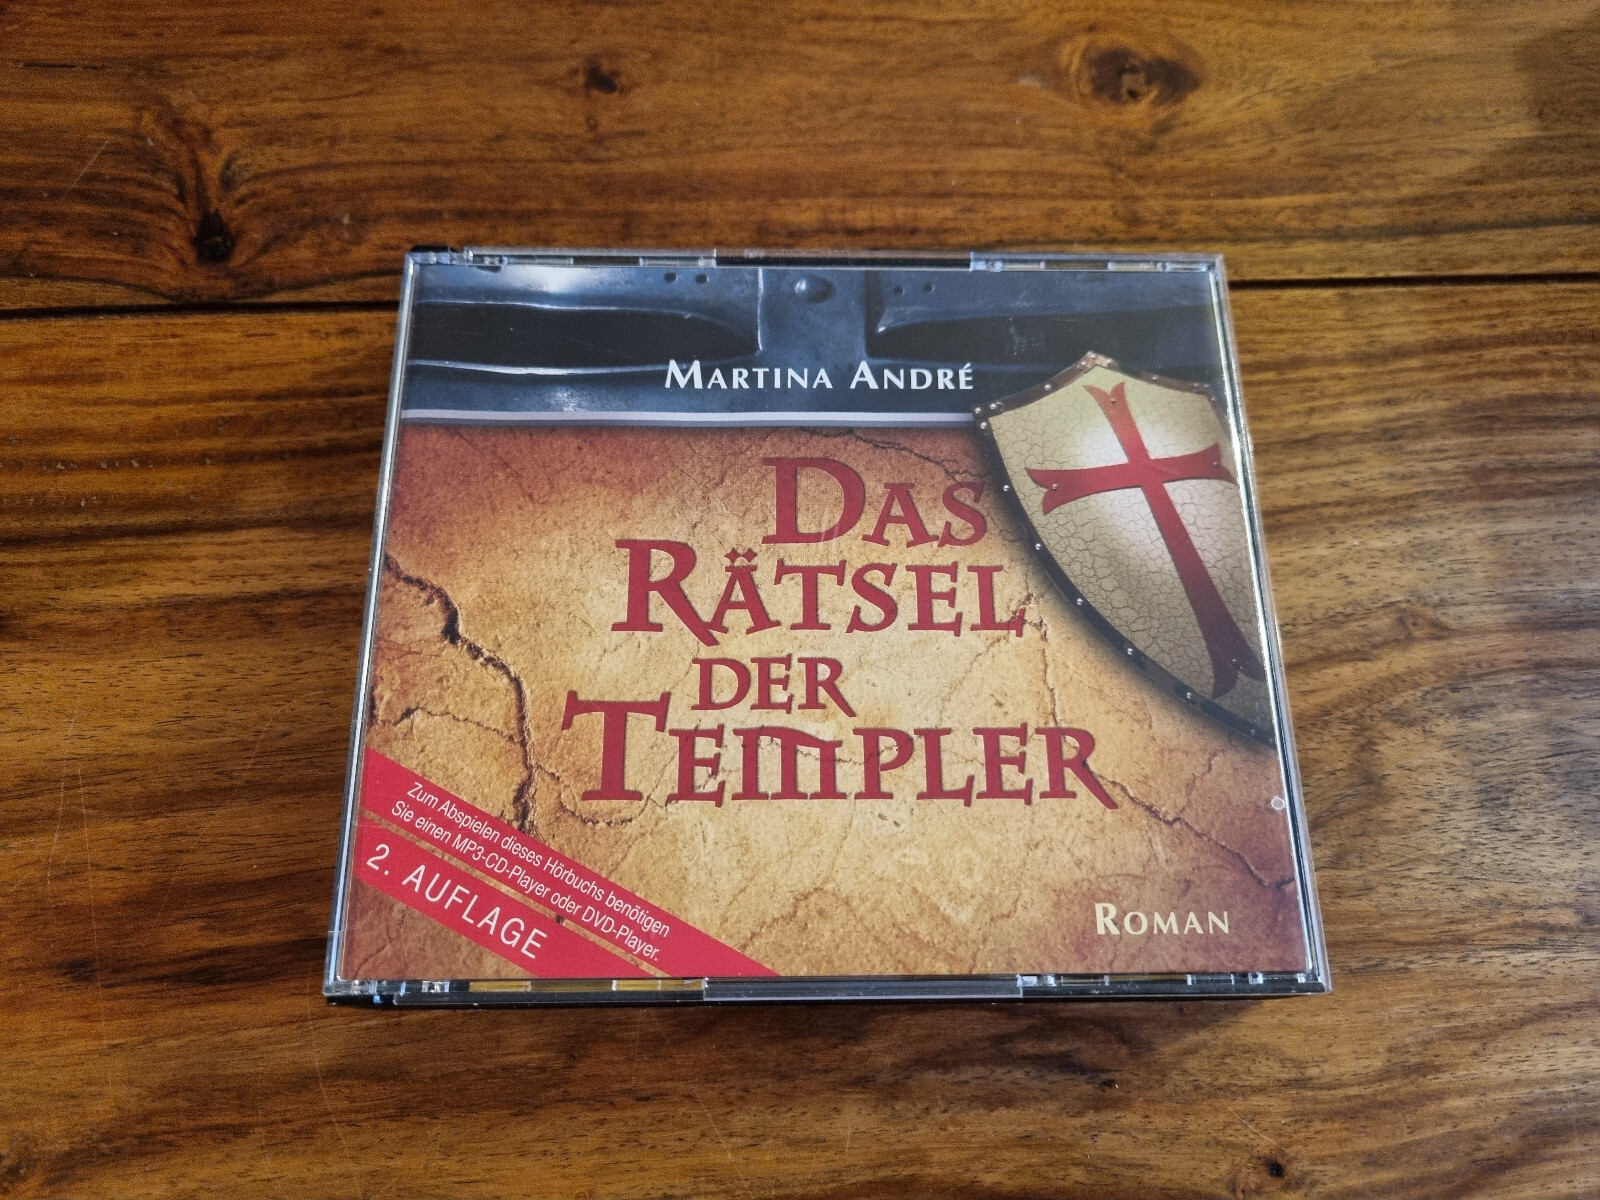 MARTINA ANDRÉ
DAS
RÄTSEL
DER
TEMPLER
Zum Abspielen dieses Hörbuchs benötigen
Sie einen MP3-CD-Player oder DVD-Player.
2. AUFLAGE
ROMAN